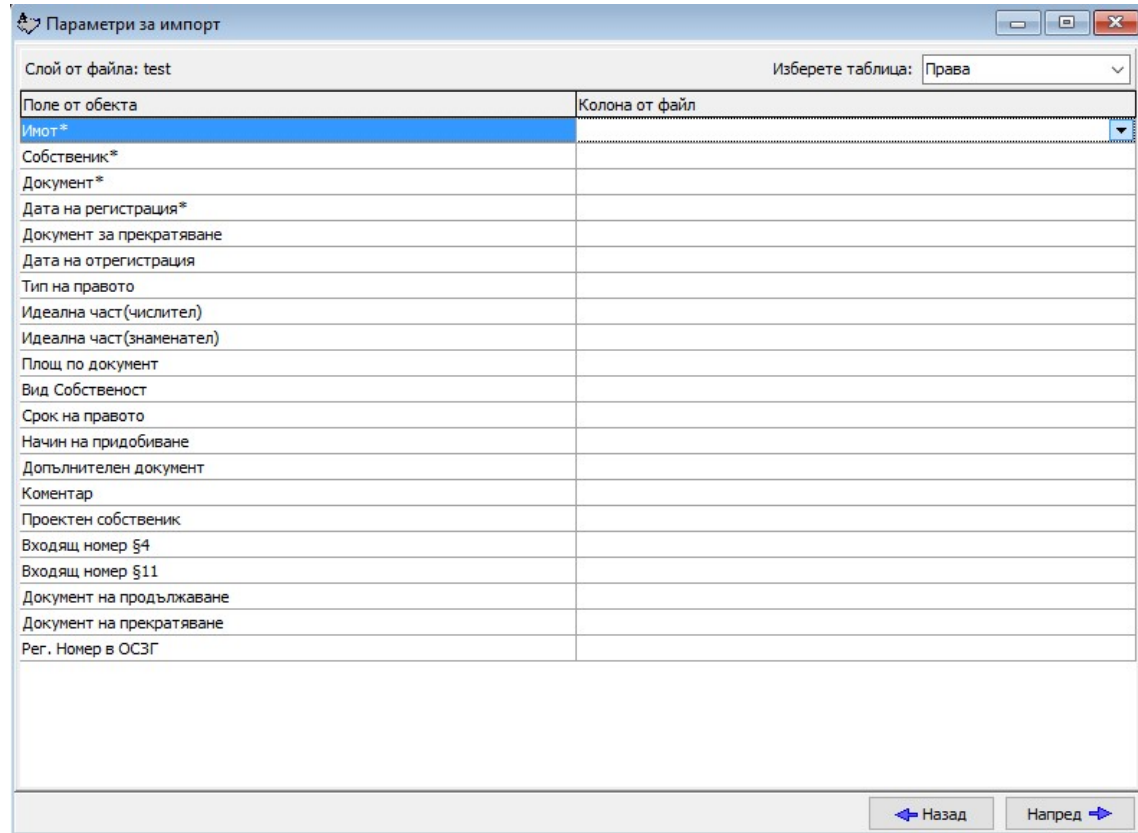 Параметри за импорт
Слой от файла: test Изберете таблица: Права
Поле от обекта Колона от файл
Имот*
Собственик*
Документ*
Дата на регистрация*
Документ за прекратяване
Дата на отрегистрация
Тип на правото
Идеална част(числител)
Идеална част(знаменател)
Площ по документ
Вид Собственост
Срок на правото
Начин на придобиване
Допълнителен документ
Коментар
Проектен собственик
Входящ номер §4
Входящ номер §11
Документ на продължаване
Документ на прекратяване
Рег. Номер в ОСЗГ
Назад Напред